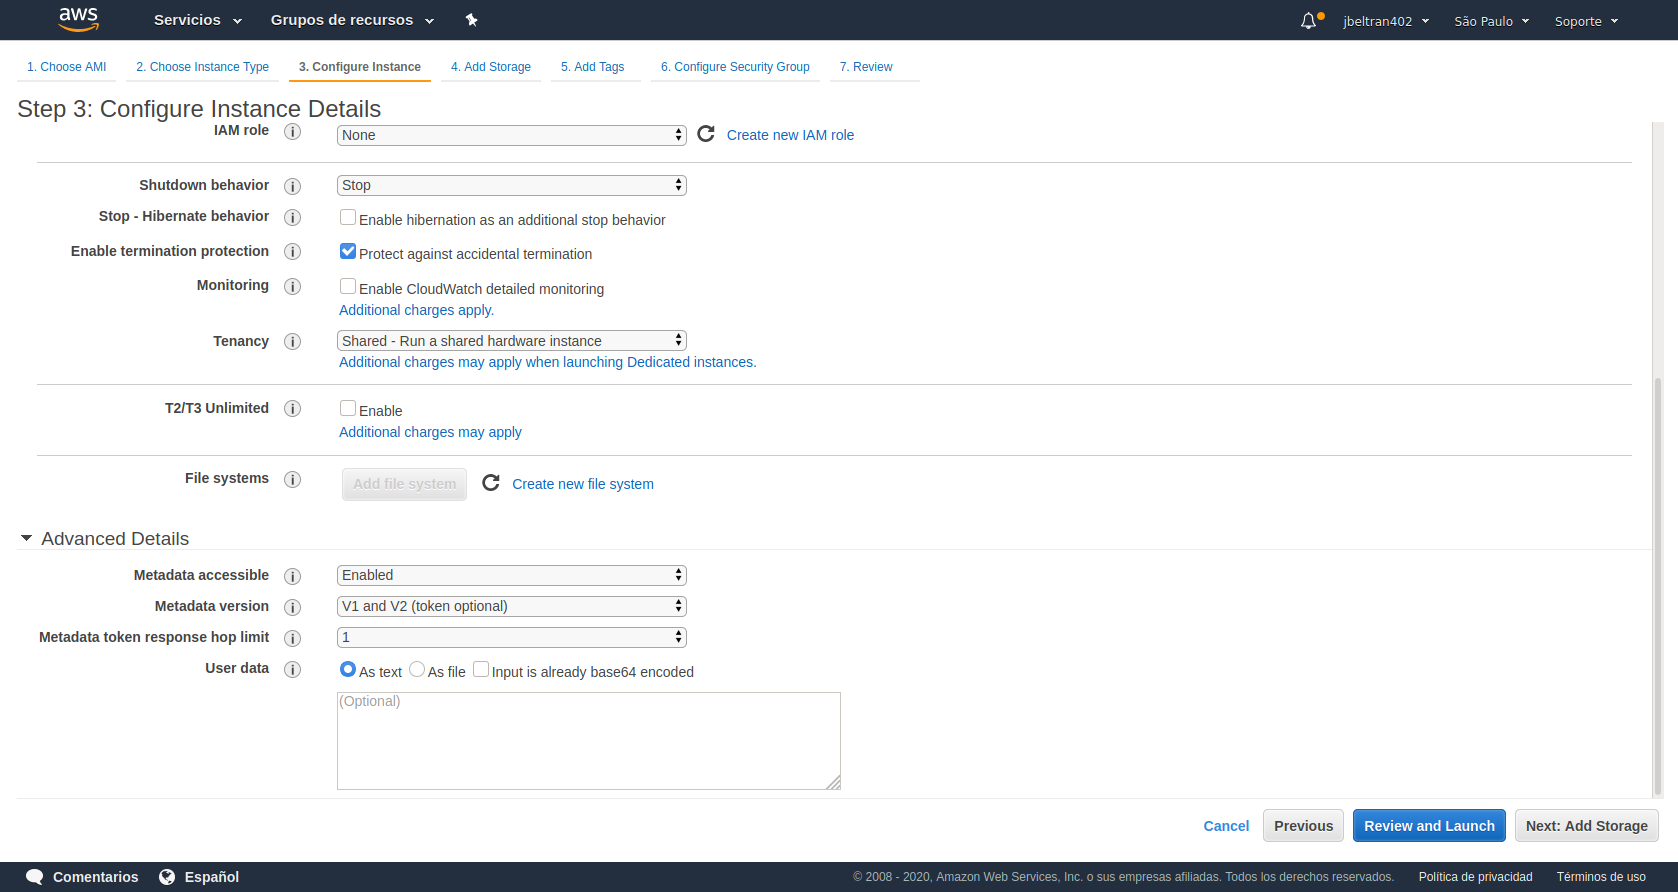 aws Servicios Grupos de recursos jbeltran402 São Paulo Soporte
1. Choose AMI 2. Choose Instance Type 3. Configure Instance 4. Add Storage 5. Add Tags 6. Configure Security Group 7. Review
Step 3: Configure Instance Details
IAM role i None Create new IAM role
Shutdown behavior i Stop
Stop - Hibernate behavior i Enable hibernation as an additional stop behavior
Enable termination protection i Protect against accidental termination
Monitoring i Enable CloudWatch detailed monitoring
Additional charges apply.
Tenancy i Shared - Run a shared hardware instance
Additional charges may apply when launching Dedicated instances.
T2/T3 Unlimited i Enable
Additional charges may apply
File systems i Add file system Create new file system
Advanced Details
Metadata accessible i Enabled
Metadata version i V1 and V2 (token optional)
Metadata token response hop limit i 1
User data i As text As file Input is already base64 encoded
(Optional)
Cancel Previous Review and Launch Next: Add Storage
Comentarios Español © 2008 - 2020, Amazon Web Services, Inc. o sus empresas afiliadas. Todos los derechos reservados. Política de privacidad Términos de uso